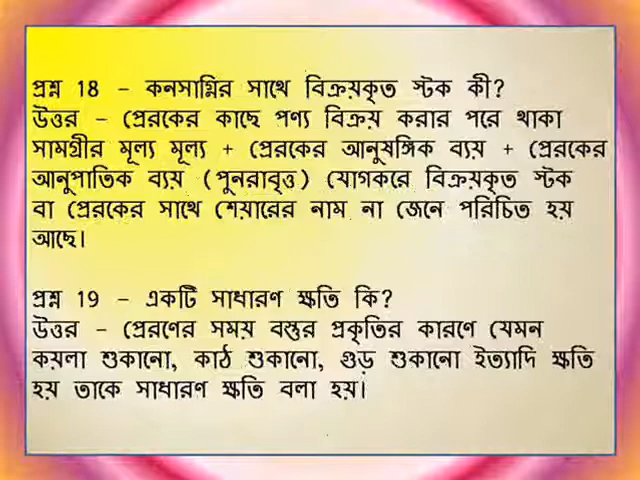 প্রশ্ন 18 – কনসাগ্নির সাথে বিক্রয়কৃত স্টক কী?
উত্তর – প্রেরকের কাছে পণ্য বিক্রয় করার পরে থাকা
সামগ্রীর মূল্য মূল্য + প্রেরকের আনুষঙ্গিক ব্যয় + প্রেরকের
আনুপাতিক ব্যয় (পুনরাবৃত্ত) যোগকরে বিক্রয়কৃত স্টক
বা প্রেরকের সাথে শেয়ারের নাম না জেনে পরিচিত হয়
আছে।
প্রশ্ন 19 – একটি সাধারণ ক্ষতি কি?
উত্তর – প্রেরণের সময় বস্তুর প্রকৃতির কারণে যেমন
কয়লা শুকানো, কাঠ শুকানো, গুড় শুকানো ইত্যাদি ক্ষতি
হয় তাকে সাধারণ ক্ষতি বলা হয়।